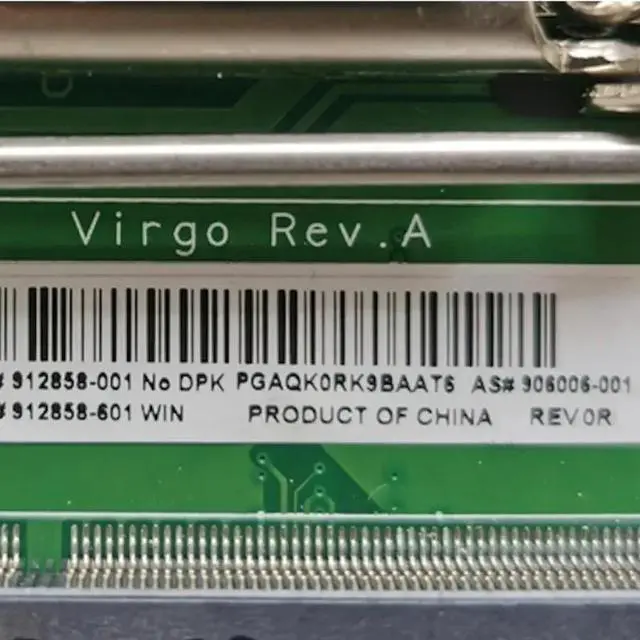 Virgo Rev.A
# 912858-001 No DPK PGAQK0RK9BAAT6 AS# 906006-001
# 912858-601 WIN PRODUCT OF CHINA REV0R